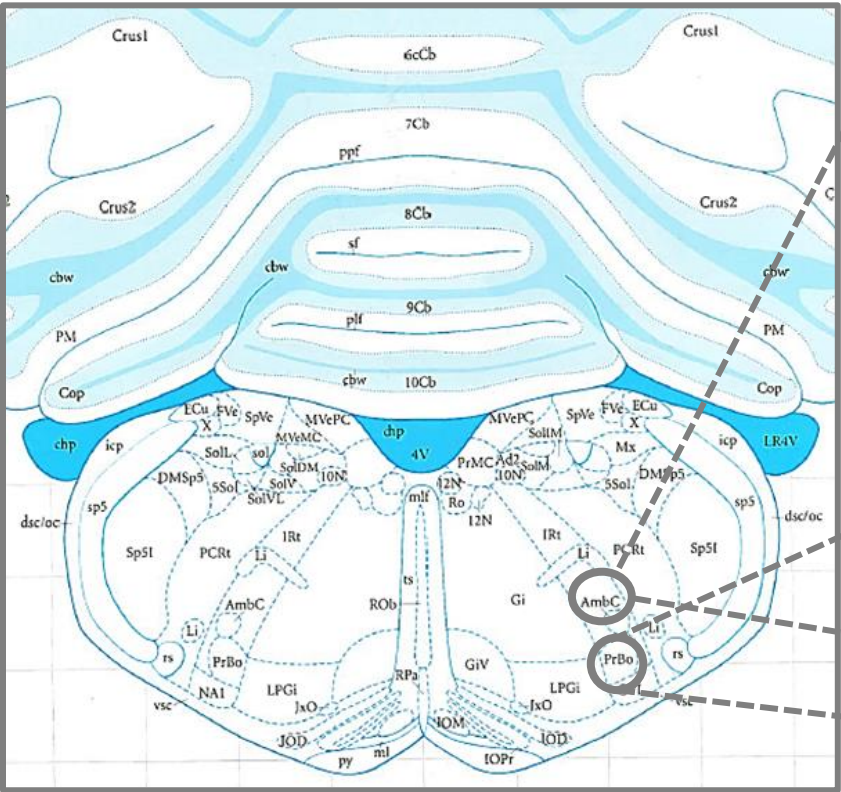 Crus1
Crus1
6cCb
7Cb
ppf
Crus2
Crus2
8Cb
sf
cbw
cbw
cbw
9Cb
plf
PM
PM
cbw
10Cb
Cop
Cop
ECu
FVe
SpVe
MVePC
chp
MVePC
SpVe
FVe
ECu
X
X
chp
icp
MVeMC
4V
SolIM
Mx
icp
LR4V
SolL
sol
SolDM
PrMC
Ad2
SolM
DMSp5
5Sol
SolV
10N
12N
10N
5Sol
DMSp5
SolVL
mlf
Ro
sp5
sp5
12N
dsc/oc
dsc/oc
IRt
IRt
Sp5I
PCRt
Li
Li
PCRt
Sp5I
ts
AmbC
ROb
Gi
AmbC
Li
Li
rs
PrBo
GiV
PrBo
rs
RPa
NA1
LPGi
LPGi
vsc
JxO
JxO
vsc
IOM
IOD
IOD
ml
py
IOPr